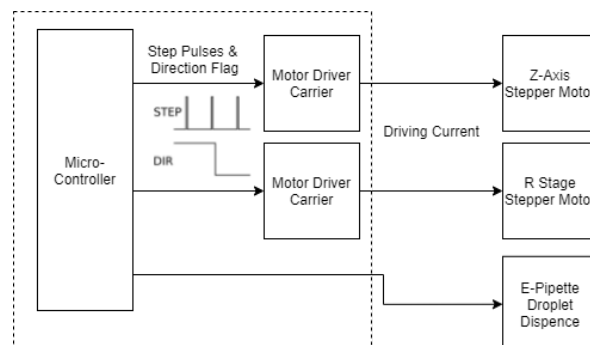 Step Pulses &
Direction Flag
Motor Driver
Carrier
Z-Axis
Stepper Moto
STEP
DIR
Driving Current
Micro-
Controller
Motor Driver
Carrier
R Stage
Stepper Moto
E-Pipette
Droplet
Dispence